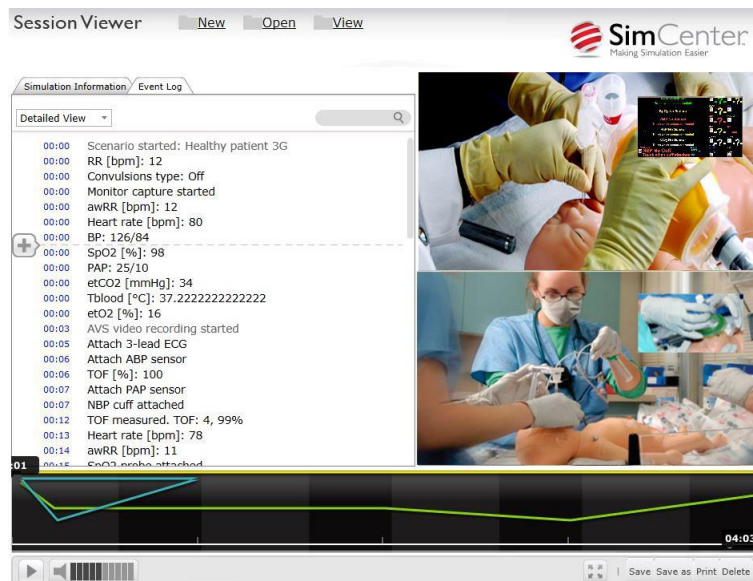 Session Viewer New Open View
SimCenter
Making Simulation Easier
Simulation Information Event Log
Detailed View
00:00 Scenario started: Healthy patient 3G
00:00 RR [bpm]: 12
00:00 Convulsions type: Off
00:00 Monitor capture started
00:00 awRR [bpm]: 12
00:00 Heart rate [bpm]: 80
00:00 BP: 126/84
00:00 SpO2 [%]: 98
00:00 PAP: 25/10
00:00 etCO2 [mmHg]: 34
00:00 Tblood [°C]: 37.2222222222222
00:00 etO2 [%]: 16
00:03 AVS video recording started
00:05 Attach 3-lead ECG
00:06 Attach ABP sensor
00:06 TOF [%]: 100
00:07 Attach PAP sensor
00:07 NBP cuff attached
00:12 TOF measured. TOF: 4, 99%
00:13 Heart rate [bpm]: 78
00:14 awRR [bpm]: 11
00:15 SpO2 probe attached
:01
04:03
Save Save as Print Delete